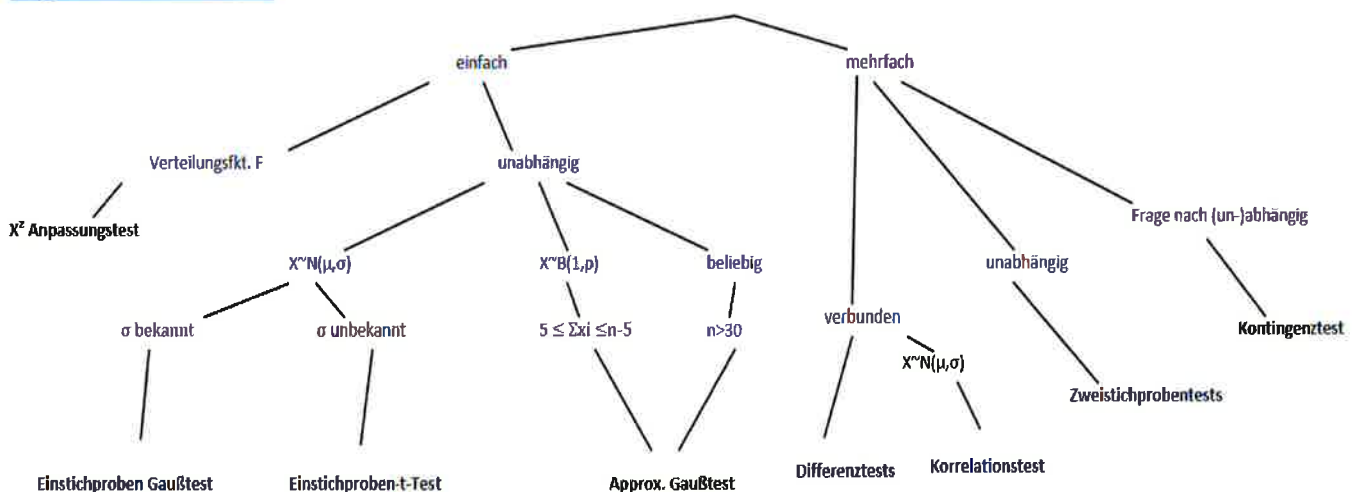 einfach
mehrfach
Verteilungsfkt. F
unabhängig
Frage nach (un-)abhängig
X² Anpassungstest
X~N(μ,σ)
X~B(1,p)
beliebig
unabhängig
σ bekannt
σ unbekannt
5 ≤ Σxi ≤n-5
n>30
verbunden
Kontingenztest
X~N(μ,σ)
Zweistichprobentests
Einstichproben Gaußtest
Einstichproben-t-Test
Approx. Gaußtest
Differenztests
Korrelationstest